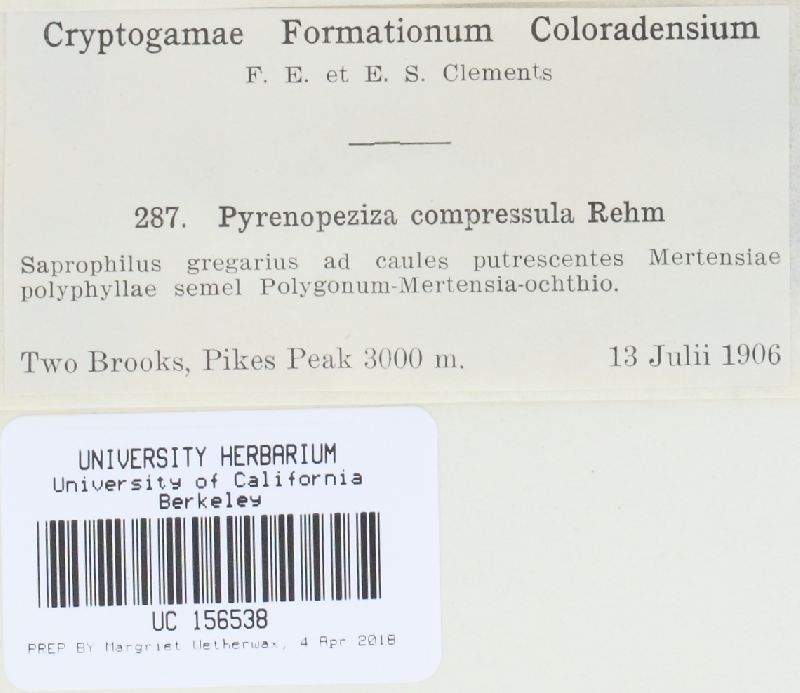 Cryptogamae Formationum Coloradensium
F. E. et E. S. Clements
287. Pyrenopeziza compressula Rehm
Saprophilus gregarius ad caules putrescentes Mertensiae
polyphyllae semel Polygonum-Mertensia-ochthio.
Two Brooks, Pikes Peak 3000 m. 13 Julii 1906
UNIVERSITY HERBARIUM
University of California
Berkeley
UC 156538
PREP BY Margriet Wetherwax, 4 Apr 2018